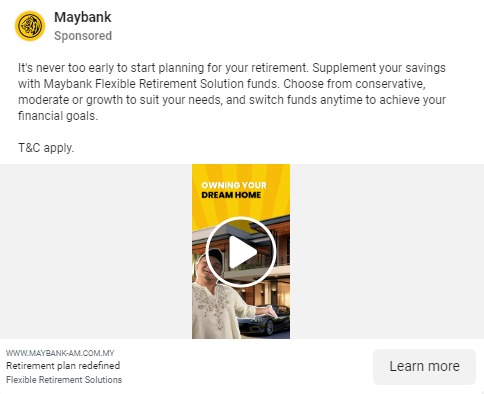 Maybank
Sponsored
It's never too early to start planning for your retirement. Supplement your savings
with Maybank Flexible Retirement Solution funds. Choose from conservative,
moderate or growth to suit your needs, and switch funds anytime to achieve your
financial goals.
T&C apply.
OWNING YOUR
DREAM HOME
WWW.MAYBANK-AM.COM.MY
Retirement plan redefined
Flexible Retirement Solutions
Learn more